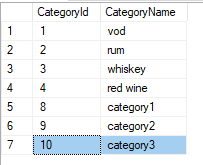 CategoryId CategoryName
1 1 vod
2 2 rum
3 3 whiskey
4 4 red wine
5 8 category1
6 9 category2
7 10 category3